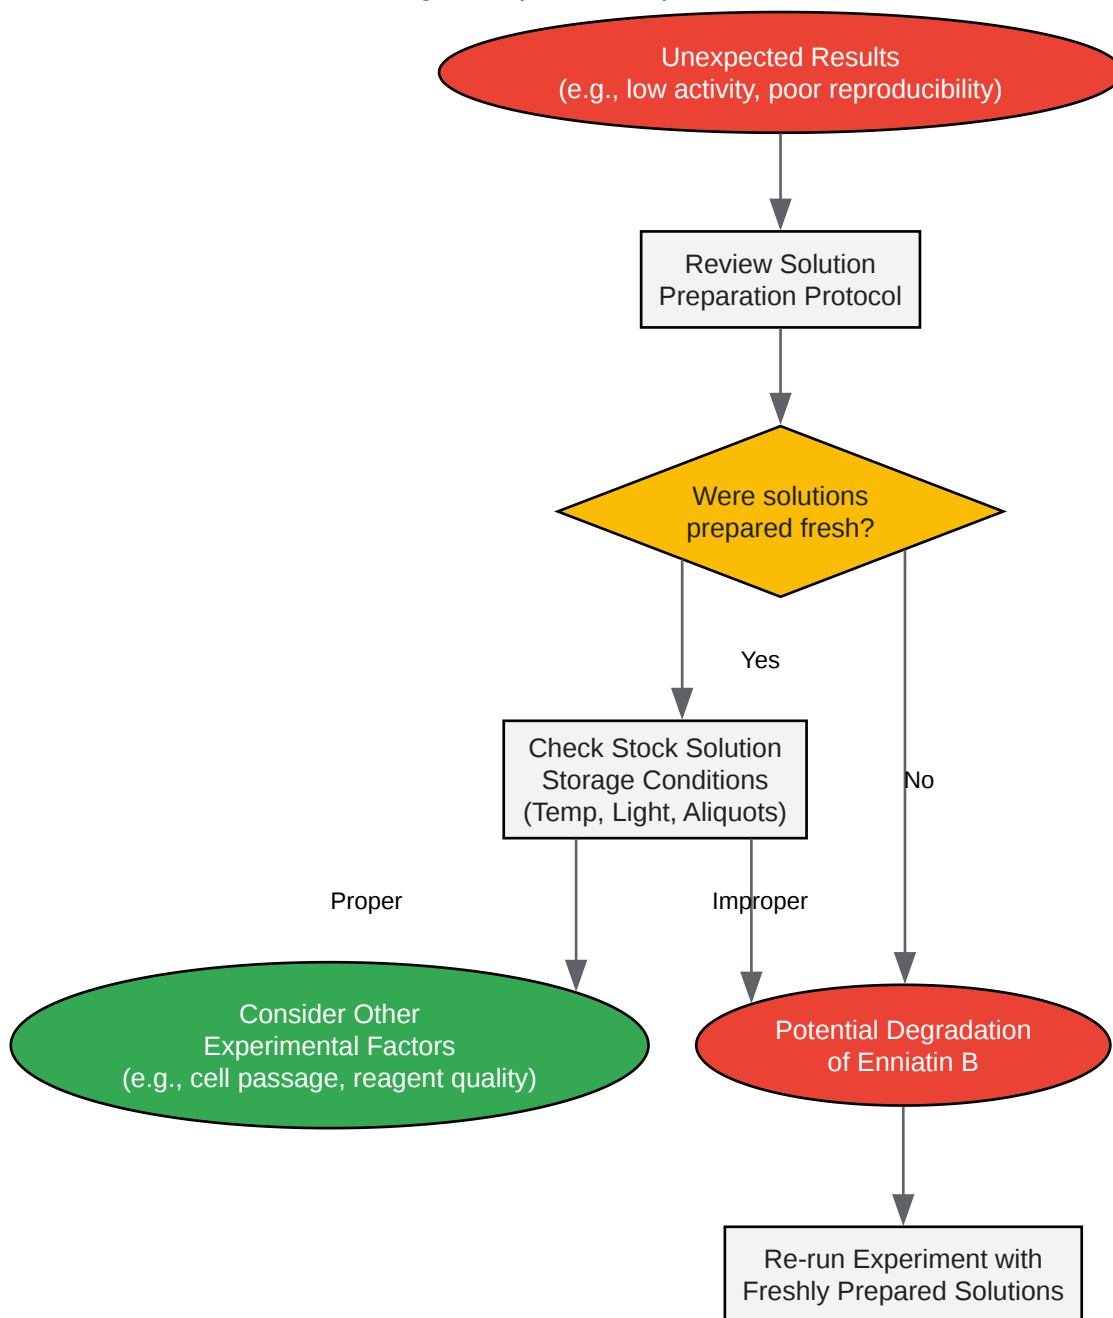 Unexpected Results
(e.g., low activity, poor reproducibility)
Review Solution
Preparation Protocol
Were solutions
prepared fresh?
Yes
Check Stock Solution
Storage Conditions
(Temp, Light, Aliquots)
No
Proper
Improper
Consider Other
Experimental Factors
(e.g., cell passage, reagent quality)
Potential Degradation
of Enniatin B
Re-run Experiment with
Freshly Prepared Solutions